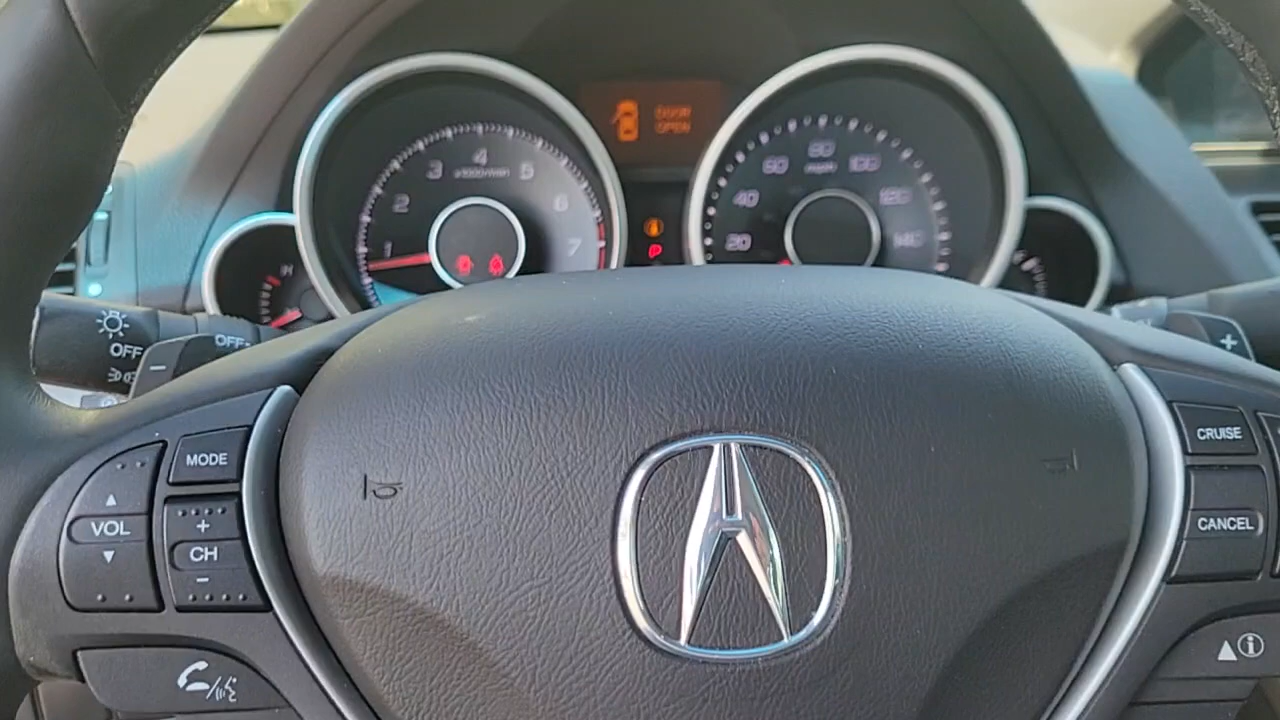 DOOR
OPEN
1
2
3
4
5
6
7
x1000r/min
20
40
60
80
100
120
140
mph
H
P
OFF
OFF
−
+
MODE
VOL
+
CH
−
CRUISE
CANCEL
i